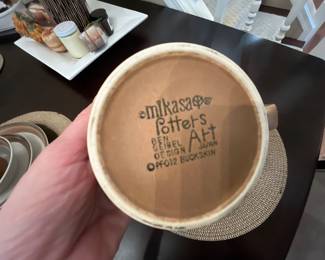 mikasa
Potters
Art
BEN
SEIBEL
DESIGN JAPAN
©PF012 BUCKSKIN